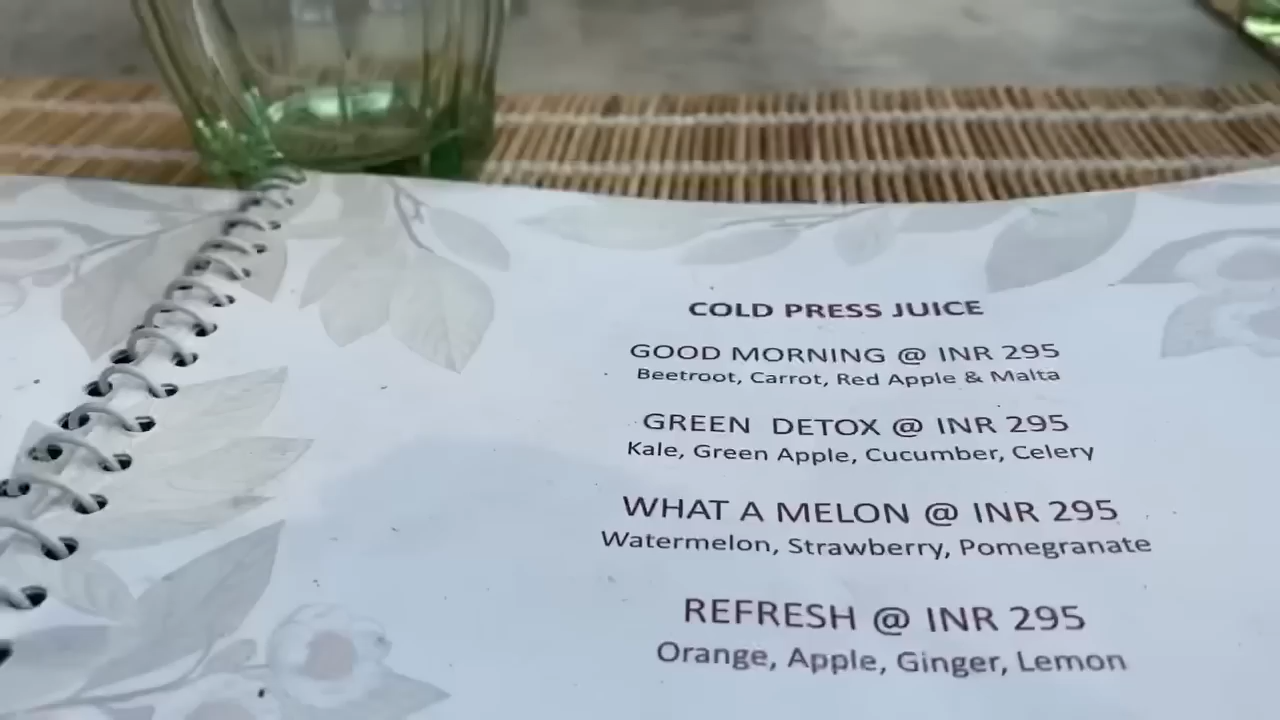 COLD PRESS JUICE
GOOD MORNING @ INR 295
Beetroot, Carrot, Red Apple & Malta
GREEN DETOX @ INR 295
Kale, Green Apple, Cucumber, Celery
WHAT A MELON @ INR 295
Watermelon, Strawberry, Pomegranate
REFRESH @ INR 295
Orange, Apple, Ginger, Lemon